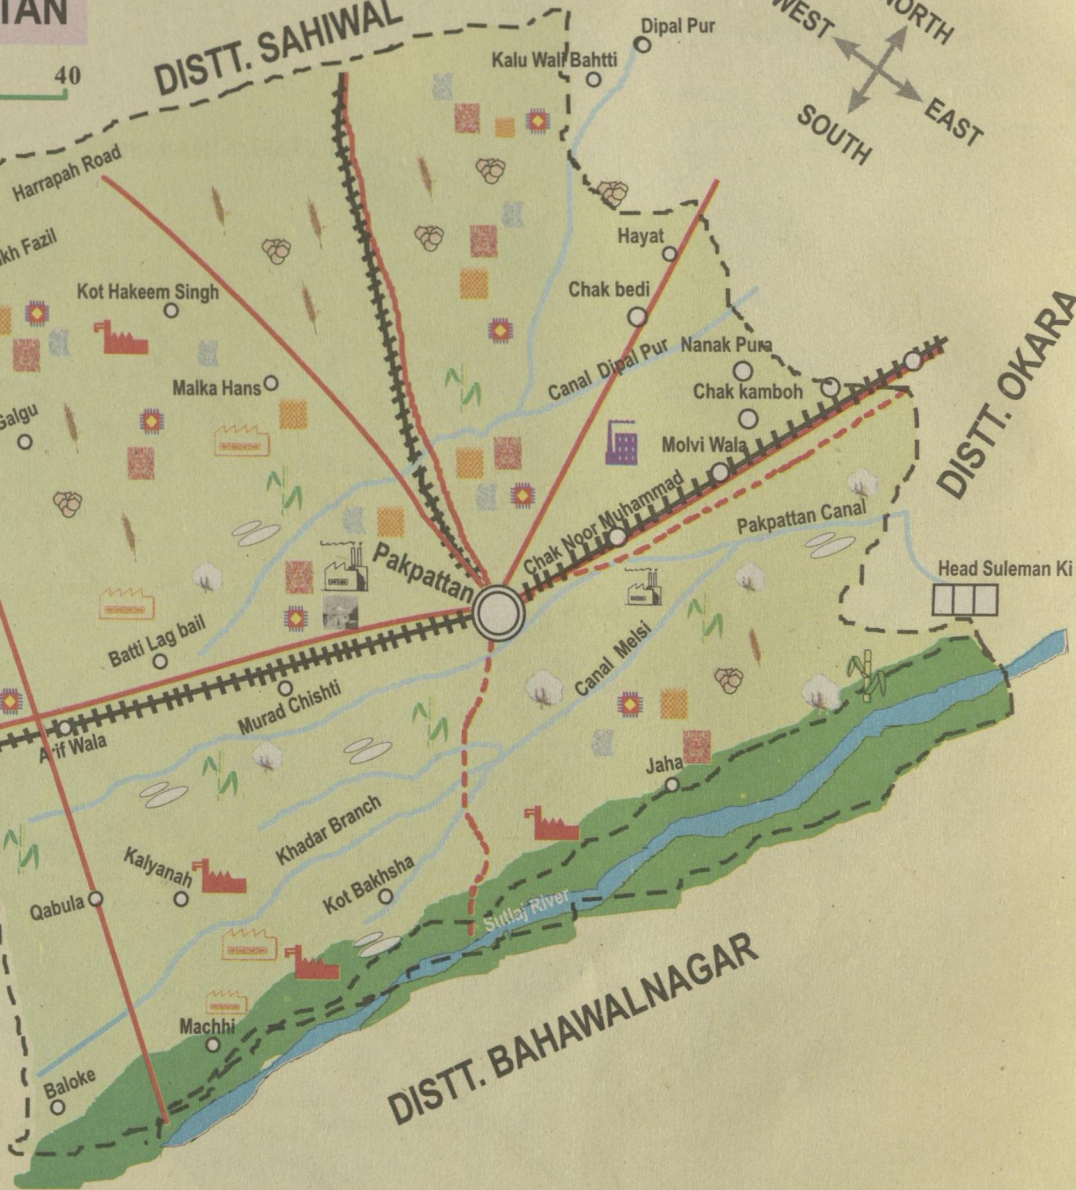 TAN
40
DISTT. SAHIWAL
Dipal Pur
Kalu Wali Bahtti
WEST
NORTH
SOUTH
EAST
Harrapah Road
kh Fazil
Hayat
Kot Hakeem Singh
Chak bedi
Canal Dipal Pur
Nanak Pura
Malka Hans
Chak kamboh
Galgu
Molvi Wala
DISTT. OKARA
Chak Noor Muhammad
Pakpattan Canal
Pakpattan
Head Suleman Ki
Batti Lag bail
Canal Melsi
Murad Chishti
Arif Wala
Jaha
Khadar Branch
Kalyanah
Kot Bakhsha
Qabula
Sutlaj River
DISTT. BAHAWALNAGAR
Machhi
Baloke